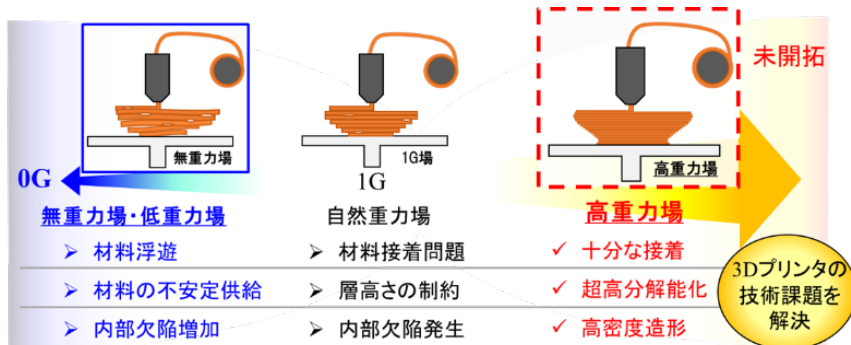 未開拓
無重力場
1G場
高重力場
0G
1G
無重力場・低重力場
自然重力場
高重力場
➢ 材料浮遊
➢ 材料接着問題
✓ 十分な接着
➢ 材料の不安定供給
➢ 層高さの制約
✓ 超高分解能化
➢ 内部欠陥増加
➢ 内部欠陥発生
✓ 高密度造形
3Dプリンタの
技術課題を
解決